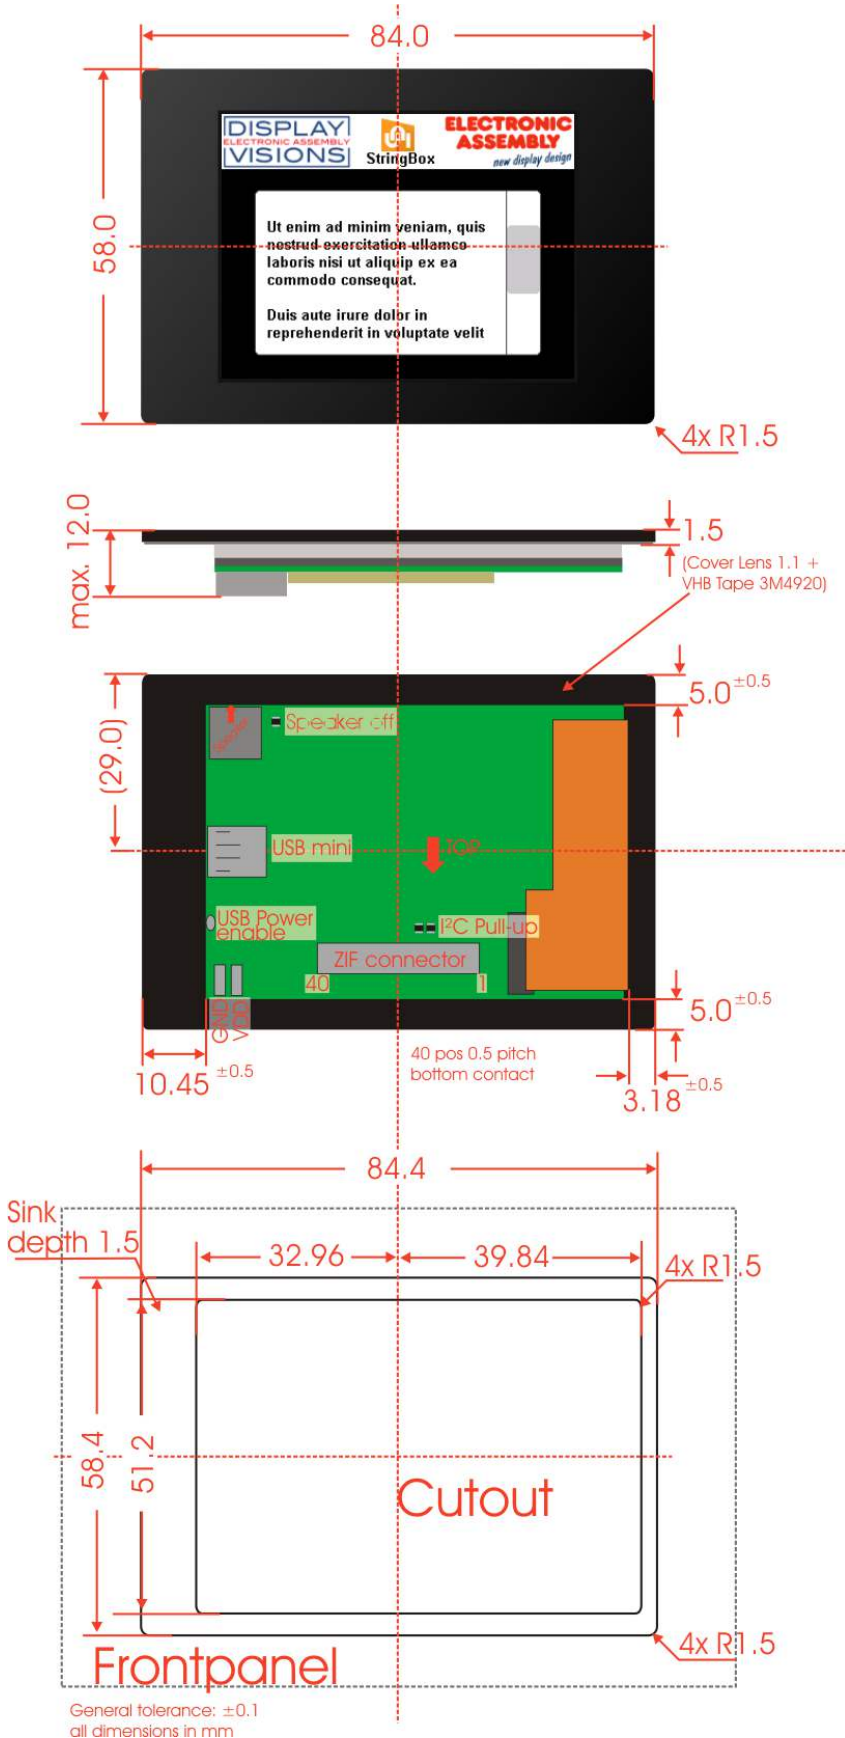 84.0
DISPLAY
ELECTRONIC ASSEMBLY
VISIONS
StringBox
ELECTRONIC
ASSEMBLY
new display design
58.0
Ut enim ad minim veniam, quis
nostrud exercitation ullamco
laboris nisi ut aliquip ex ea
commodo consequat.
Duis aute irure dolor in
reprehenderit in voluptate velit
4x R1.5
max. 12.0
1.5
(Cover Lens 1.1 +
VHB Tape 3M4920)
5.0 ±0.5
(29.0)
Speaker
Speaker off
USB mini
TOP
USB Power
enable
I²C Pull-up
ZIF connector
40
1
GND
VDD
5.0 ±0.5
10.45 ±0.5
40 pos 0.5 pitch
bottom contact
3.18 ±0.5
84.4
Sink
depth 1.5
32.96
39.84
4x R1.5
58.4
51.2
Cutout
4x R1.5
Frontpanel
General tolerance: ±0.1
all dimensions in mm